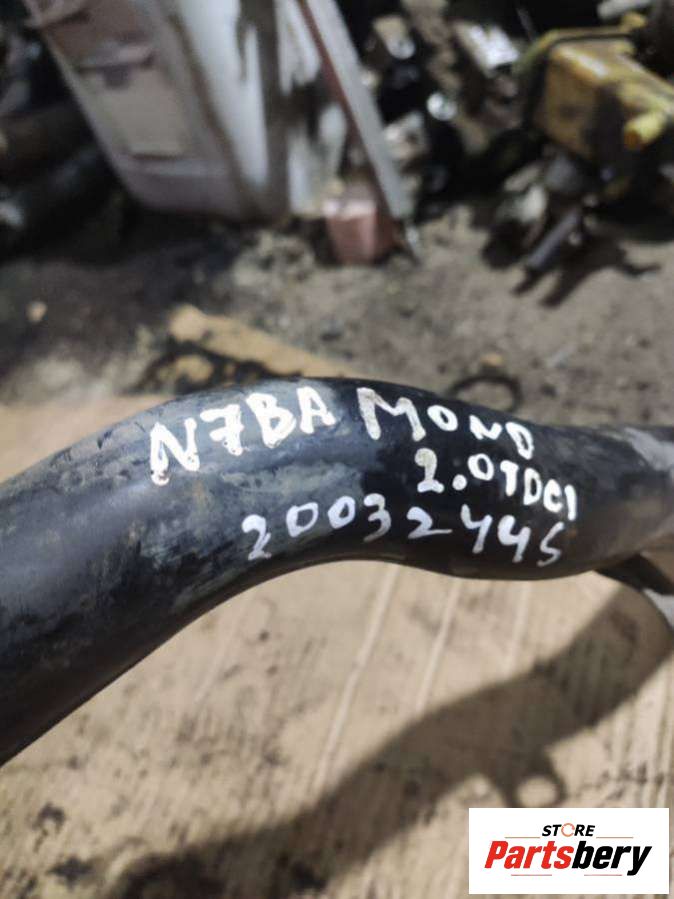 N7BA MOND
2.0TDCI
20032445
STORE
Partsbery